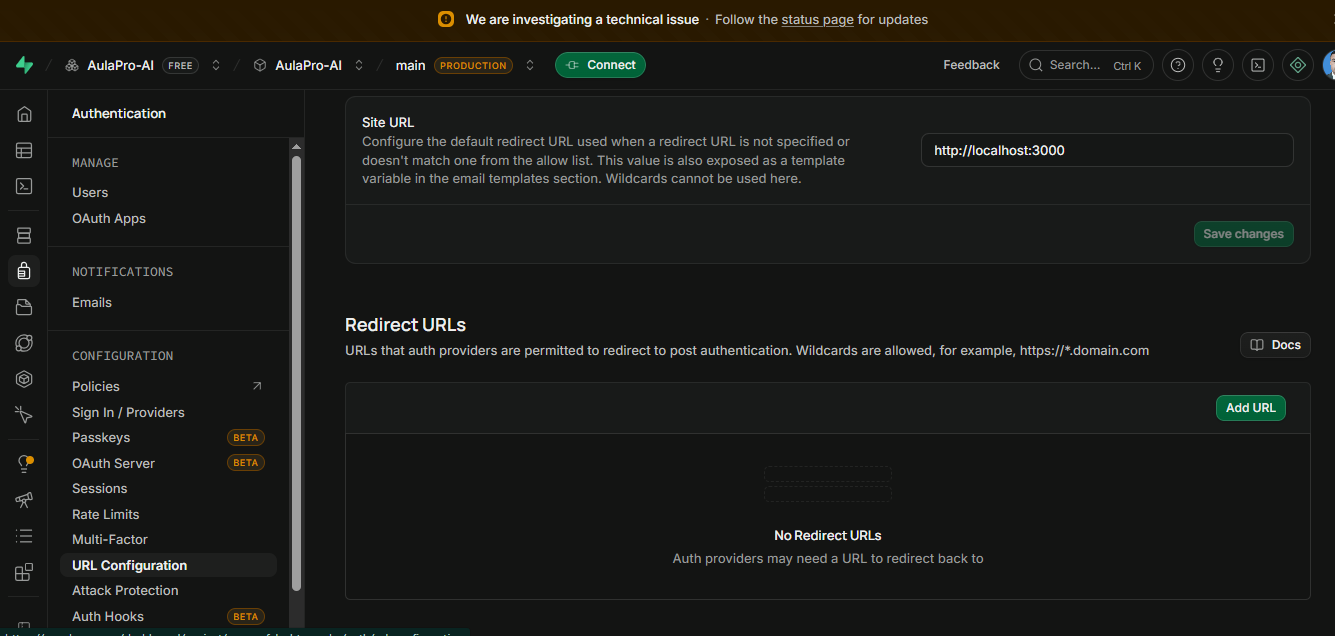 We are investigating a technical issue · Follow the status page for updates
/ AulaPro-AI FREE / AulaPro-AI / main PRODUCTION Connect Feedback Search... Ctrl K
Authentication
MANAGE
Users
OAuth Apps
NOTIFICATIONS
Emails
CONFIGURATION
Policies
Sign In / Providers
Passkeys BETA
OAuth Server BETA
Sessions
Rate Limits
Multi-Factor
URL Configuration
Attack Protection
Auth Hooks BETA
Site URL
Configure the default redirect URL used when a redirect URL is not specified or
doesn't match one from the allow list. This value is also exposed as a template
variable in the email templates section. Wildcards cannot be used here.
http://localhost:3000
Save changes
Redirect URLs
URLs that auth providers are permitted to redirect to post authentication. Wildcards are allowed, for example, https://*.domain.com
Docs
Add URL
No Redirect URLs
Auth providers may need a URL to redirect back to